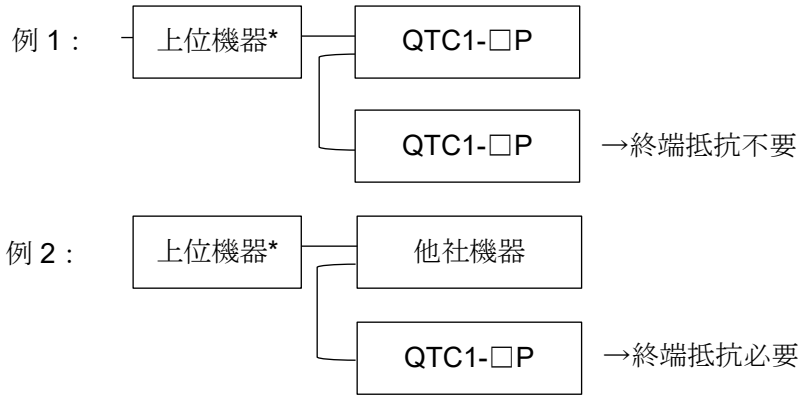 例 1：　上位機器*　QTC1-□P
QTC1-□P　→終端抵抗不要
例 2：　上位機器*　他社機器
QTC1-□P　→終端抵抗必要